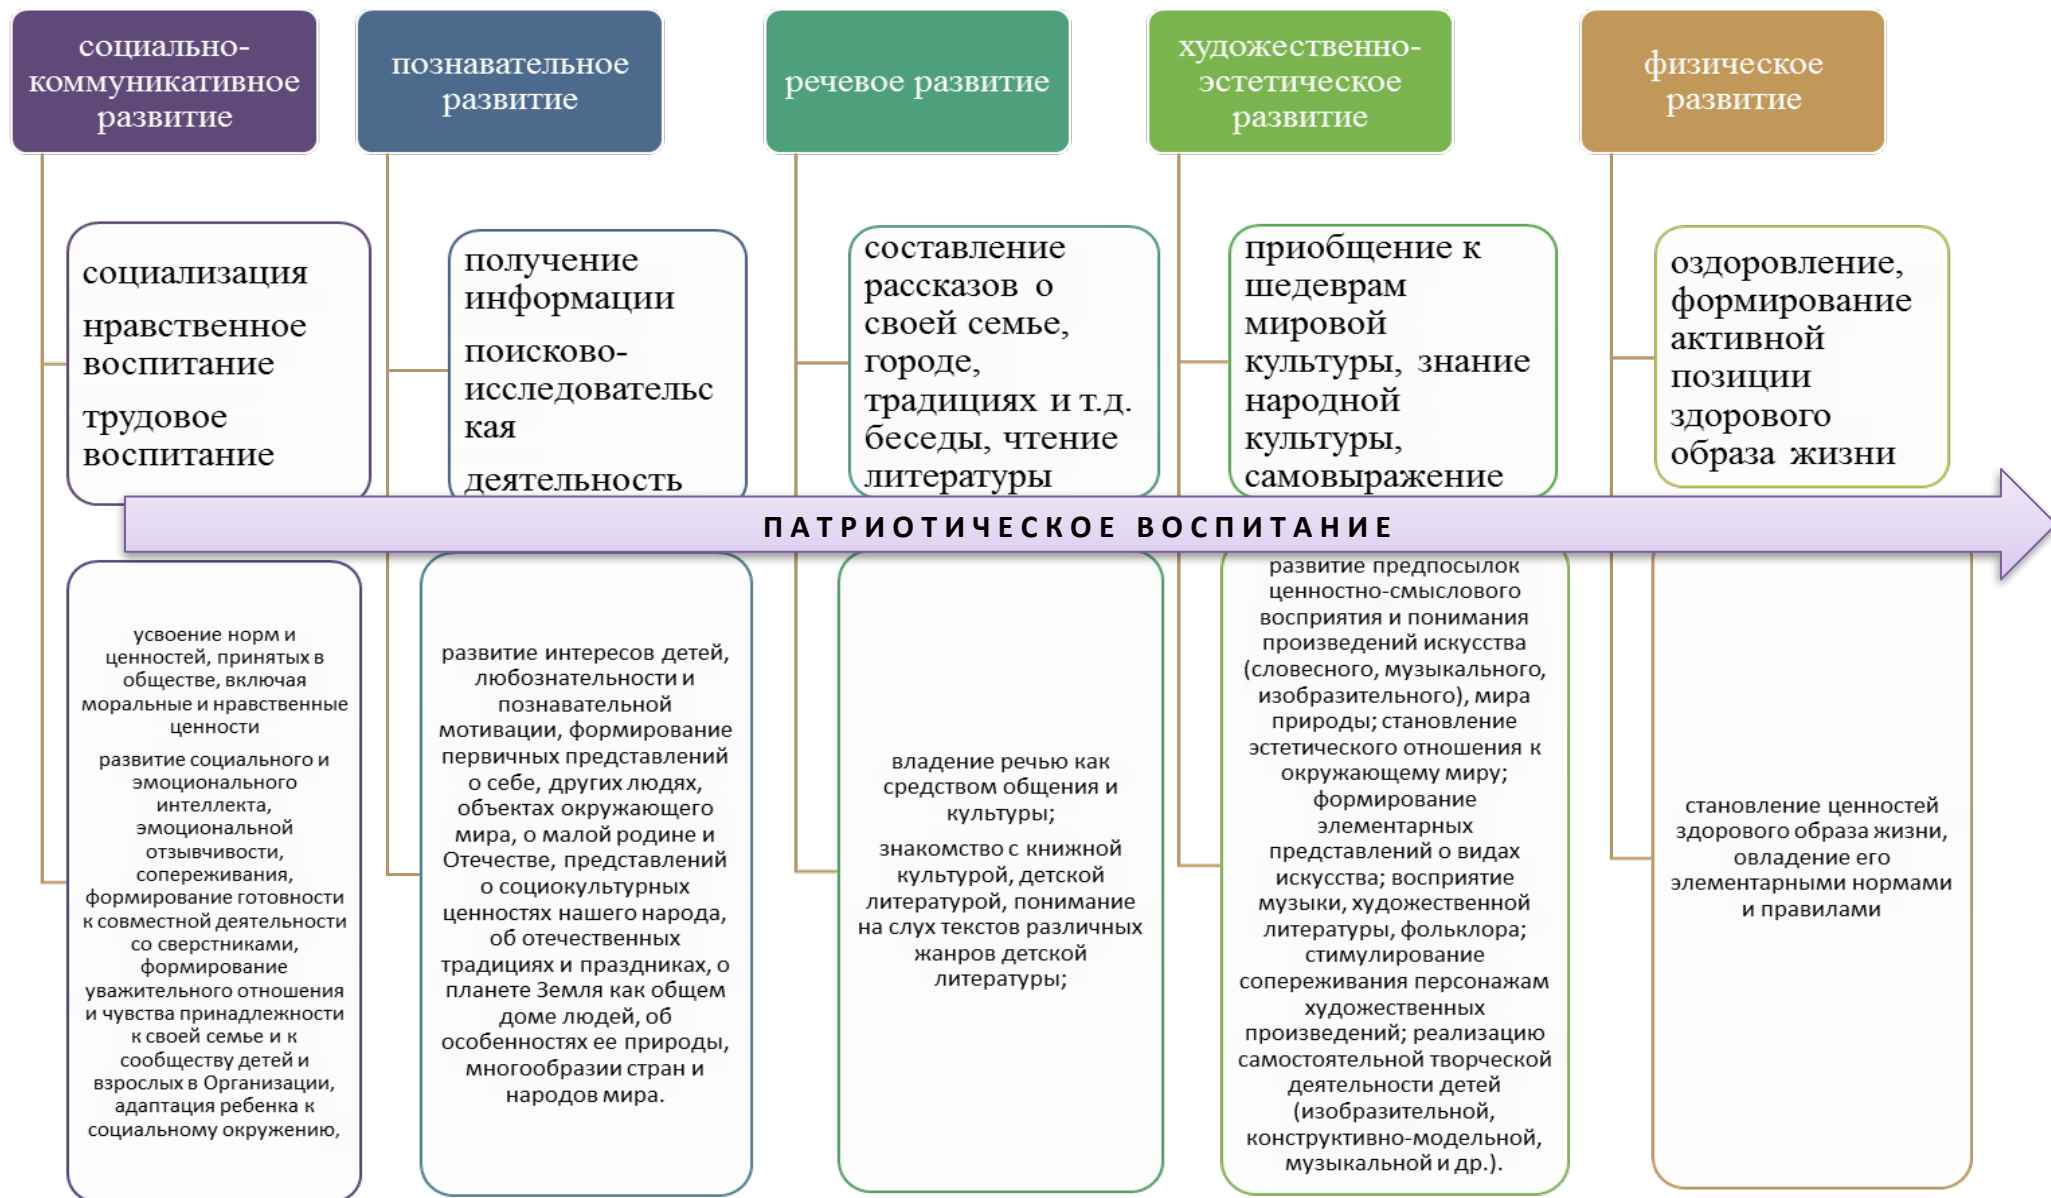 социально-
коммуникативное
развитие
познавательное
развитие
речевое развитие
художественно-
эстетическое
развитие
физическое
развитие
социализация
нравственное
воспитание
трудовое
воспитание
получение
информации
поисково-
исследовательс
кая
деятельность
составление
рассказов о
своей семье,
городе,
традициях и т.д.
беседы, чтение
литературы
приобщение к
шедеврам
мировой
культуры, знание
народной
культуры,
самовыражение
оздоровление,
формирование
активной
позиции
здорового
образа жизни
ПАТРИОТИЧЕСКОЕ ВОСПИТАНИЕ
усвоение норм и
ценностей, принятых в
обществе, включая
моральные и нравственные
ценности
развитие социального и
эмоционального
интеллекта,
эмоциональной
отзывчивости,
сопереживания,
формирование готовности
к совместной деятельности
со сверстниками,
формирование
уважительного отношения
и чувства принадлежности
к своей семье и к
сообществу детей и
взрослых в Организации,
адаптация ребенка к
социальному окружению,
развитие интересов детей,
любознательности и
познавательной
мотивации, формирование
первичных представлений
о себе, других людях,
объектах окружающего
мира, о малой родине и
Отечестве, представлений
о социокультурных
ценностях нашего народа,
об отечественных
традициях и праздниках, о
планете Земля как общем
доме людей, об
особенностях ее природы,
многообразии стран и
народов мира.
владение речью как
средством общения и
культуры;
знакомство с книжной
культурой, детской
литературой, понимание
на слух текстов различных
жанров детской
литературы;
развитие предпосылок
ценностно-смыслового
восприятия и понимания
произведений искусства
(словесного, музыкального,
изобразительного), мира
природы; становление
эстетического отношения к
окружающему миру;
формирование
элементарных
представлений о видах
искусства; восприятие
музыки, художественной
литературы, фольклора;
стимулирование
сопереживания персонажам
художественных
произведений; реализацию
самостоятельной творческой
деятельности детей
(изобразительной,
конструктивно-модельной,
музыкальной и др.).
становление ценностей
здорового образа жизни,
овладение его
элементарными нормами
и правилами